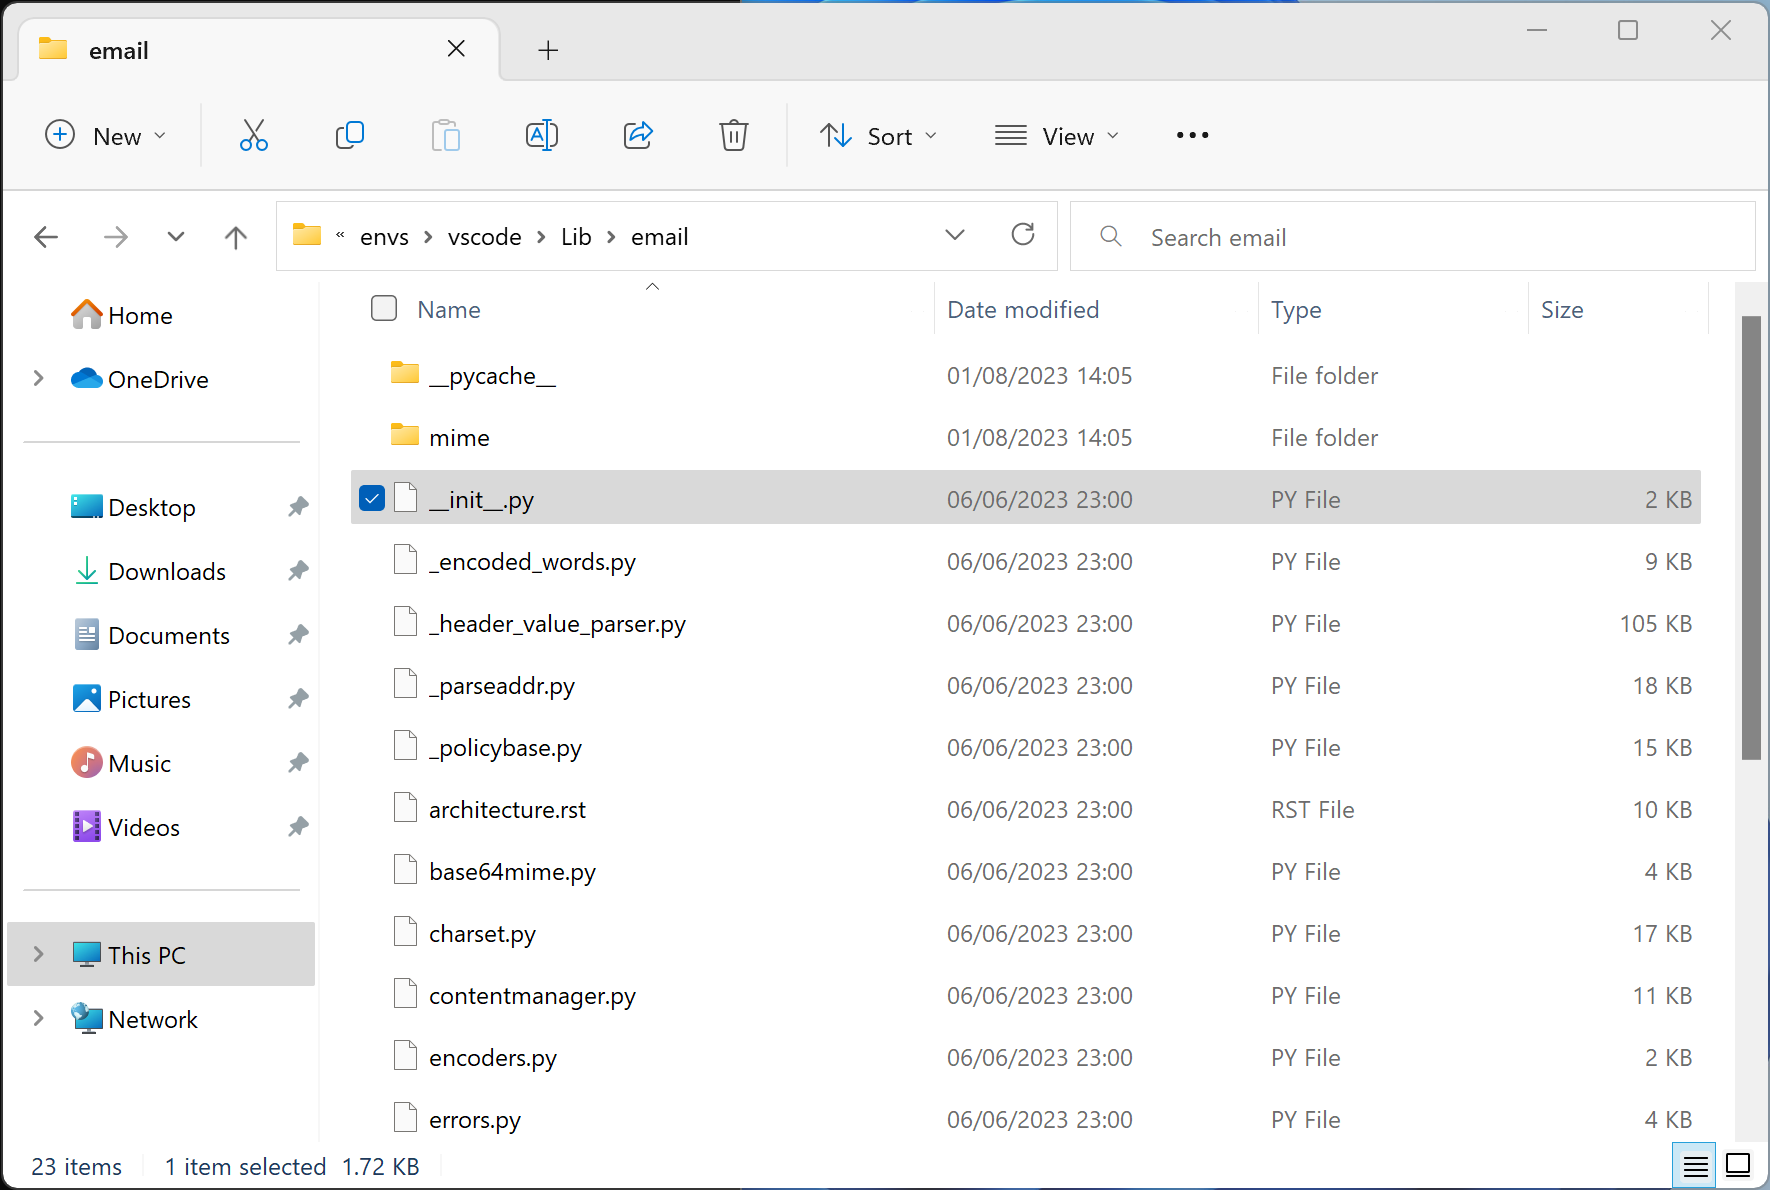 email
New
Sort
View
« envs > vscode > Lib > email
Search email
Home
OneDrive
Desktop
Downloads
Documents
Pictures
Music
Videos
This PC
Network
Name Date modified Type Size
__pycache__ 01/08/2023 14:05 File folder
mime 01/08/2023 14:05 File folder
__init__.py 06/06/2023 23:00 PY File 2 KB
_encoded_words.py 06/06/2023 23:00 PY File 9 KB
_header_value_parser.py 06/06/2023 23:00 PY File 105 KB
_parseaddr.py 06/06/2023 23:00 PY File 18 KB
_policybase.py 06/06/2023 23:00 PY File 15 KB
architecture.rst 06/06/2023 23:00 RST File 10 KB
base64mime.py 06/06/2023 23:00 PY File 4 KB
charset.py 06/06/2023 23:00 PY File 17 KB
contentmanager.py 06/06/2023 23:00 PY File 11 KB
encoders.py 06/06/2023 23:00 PY File 2 KB
errors.py 06/06/2023 23:00 PY File 4 KB
23 items 1 item selected 1.72 KB